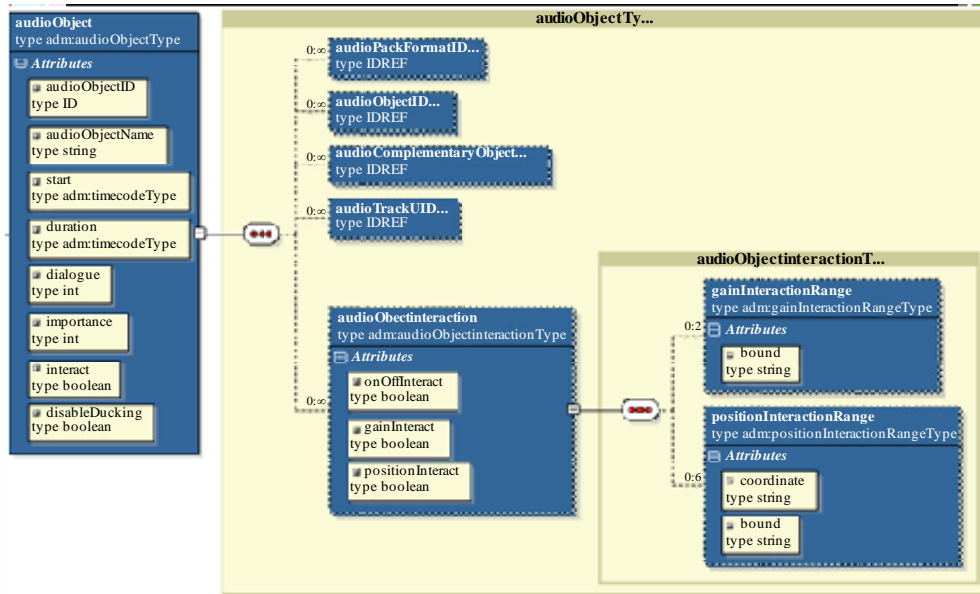 audioObject
type adm:audioObjectType
Attributes
audioObjectID
type ID
audioObjectName
type string
start
type adm:timecodeType
duration
type adm:timecodeType
dialogue
type int
importance
type int
interact
type boolean
disableDucking
type boolean
audioObjectTy...
0:∞
audioPackFormatID...
type IDREF
0:∞
audioObjectID...
type IDREF
0:∞
audioComplementaryObject...
type IDREF
0:∞
audioTrackUID...
type IDREF
0:∞
audioObectinteraction
type adm:audioObjectinteractionType
Attributes
onOffInteract
type boolean
gainInteract
type boolean
positionInteract
type boolean
audioObjectinteractionT...
0:2
gainInteractionRange
type adm:gainInteractionRangeType
Attributes
bound
type string
0:6
positionInteractionRange
type adm:positionInteractionRangeType
Attributes
coordinate
type string
bound
type string